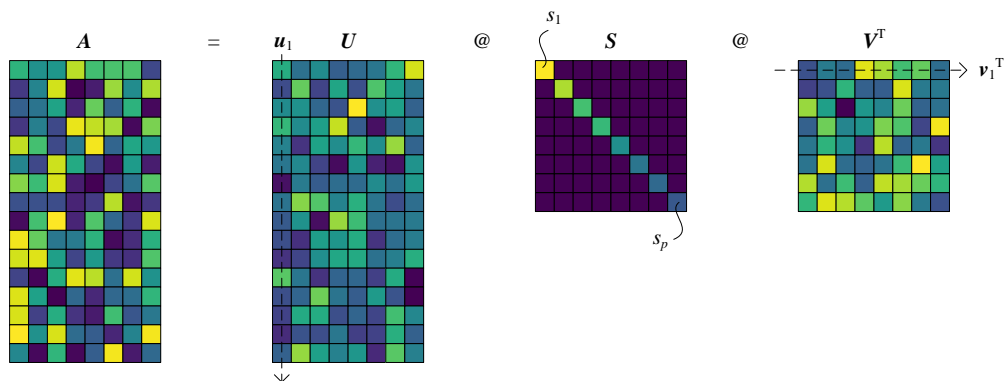 s₁
A = u₁ U @ S @ Vᵀ
v₁ᵀ
sₚ